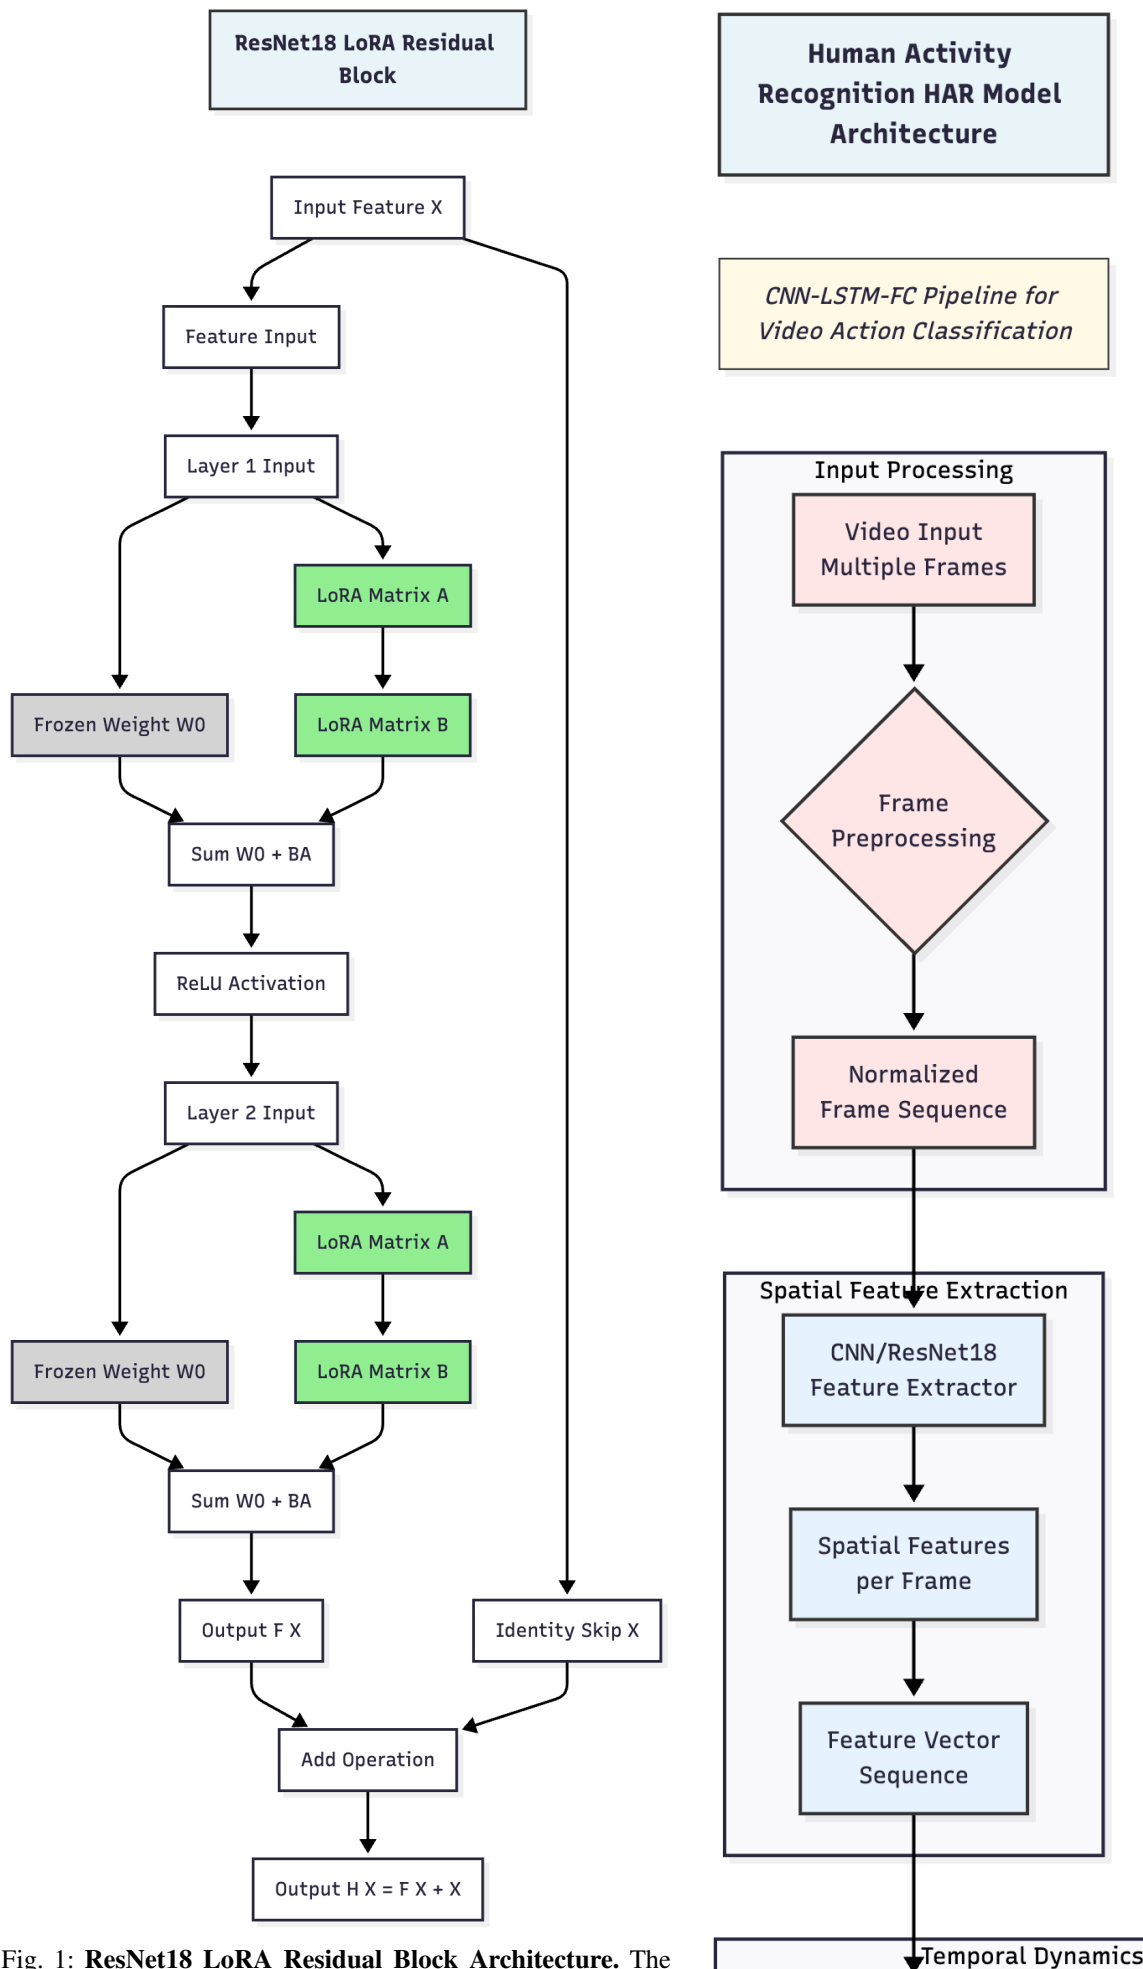 ResNet18 LoRA Residual
Block
Input Feature X
Feature Input
Layer 1 Input
LoRA Matrix A
Frozen Weight W0
LoRA Matrix B
Sum W0 + BA
ReLU Activation
Layer 2 Input
LoRA Matrix A
Frozen Weight W0
LoRA Matrix B
Sum W0 + BA
Output F X
Identity Skip X
Add Operation
Output H X = F X + X
Fig. 1: ResNet18 LoRA Residual Block Architecture. The
Human Activity
Recognition HAR Model
Architecture
CNN-LSTM-FC Pipeline for
Video Action Classification
Input Processing
Video Input
Multiple Frames
Frame
Preprocessing
Normalized
Frame Sequence
Spatial Feature Extraction
CNN/ResNet18
Feature Extractor
Spatial Features
per Frame
Feature Vector
Sequence
Temporal Dynamics